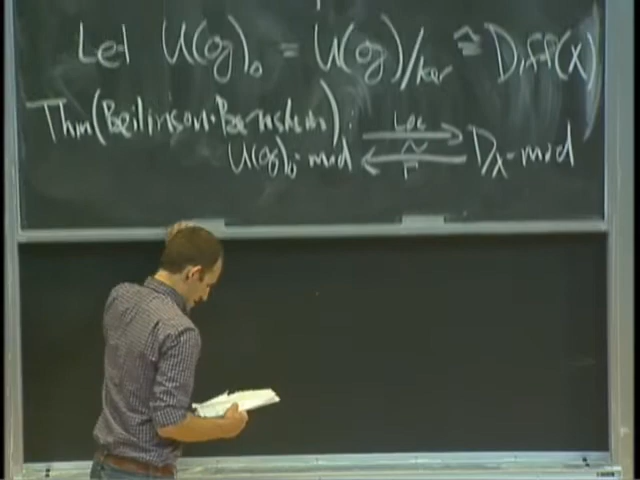 Let U(g)₀ = U(g)/ker ≅ Diff(X)
Thm (Beilinson-Bernstein):
Loc
U(g)₀-mod ~ D_X-mod
Γ